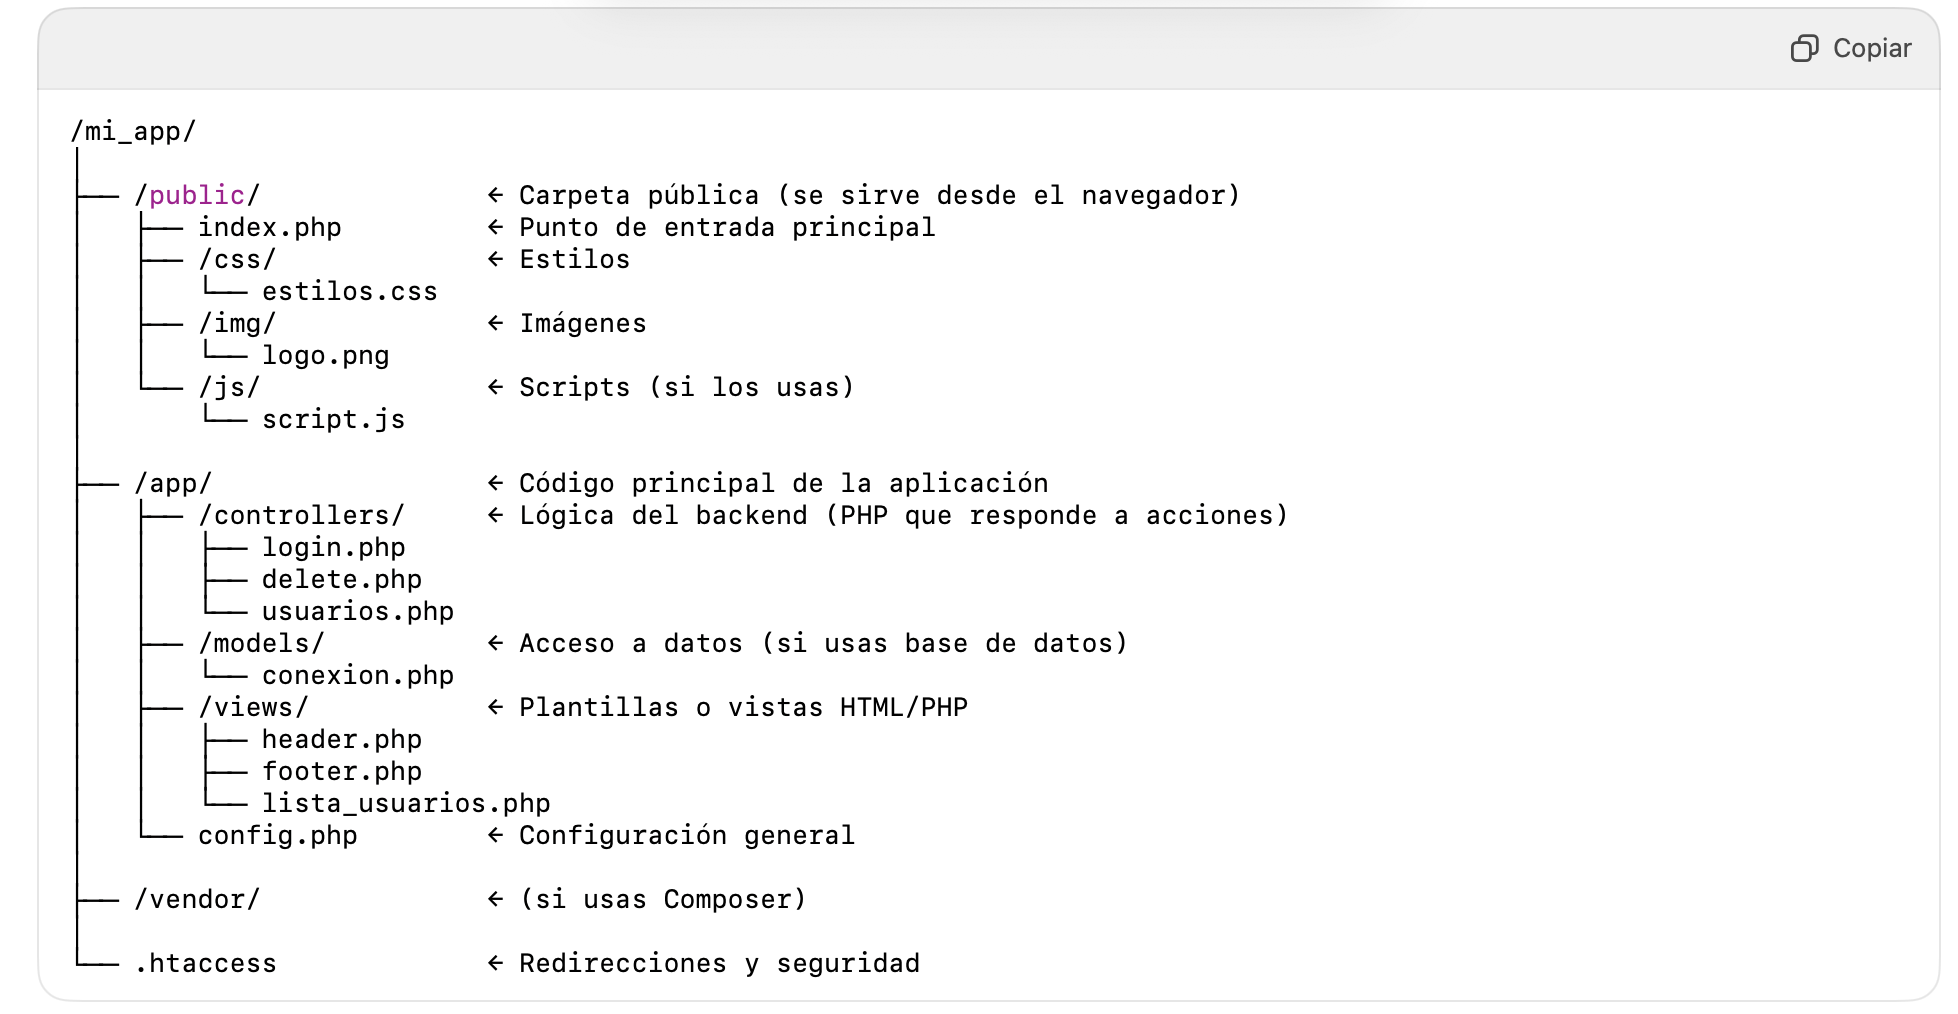 Copiar
/mi_app/
│
├── /public/              ← Carpeta pública (se sirve desde el navegador)
│   ├── index.php         ← Punto de entrada principal
│   ├── /css/             ← Estilos
│   │   └── estilos.css
│   ├── /img/             ← Imágenes
│   │   └── logo.png
│   └── /js/              ← Scripts (si los usas)
│       └── script.js
│
├── /app/                 ← Código principal de la aplicación
│   ├── /controllers/     ← Lógica del backend (PHP que responde a acciones)
│   │   ├── login.php
│   │   ├── delete.php
│   │   └── usuarios.php
│   ├── /models/          ← Acceso a datos (si usas base de datos)
│   │   └── conexion.php
│   ├── /views/           ← Plantillas o vistas HTML/PHP
│   │   ├── header.php
│   │   ├── footer.php
│   │   └── lista_usuarios.php
│   └── config.php        ← Configuración general
│
├── /vendor/              ← (si usas Composer)
│
└── .htaccess             ← Redirecciones y seguridad